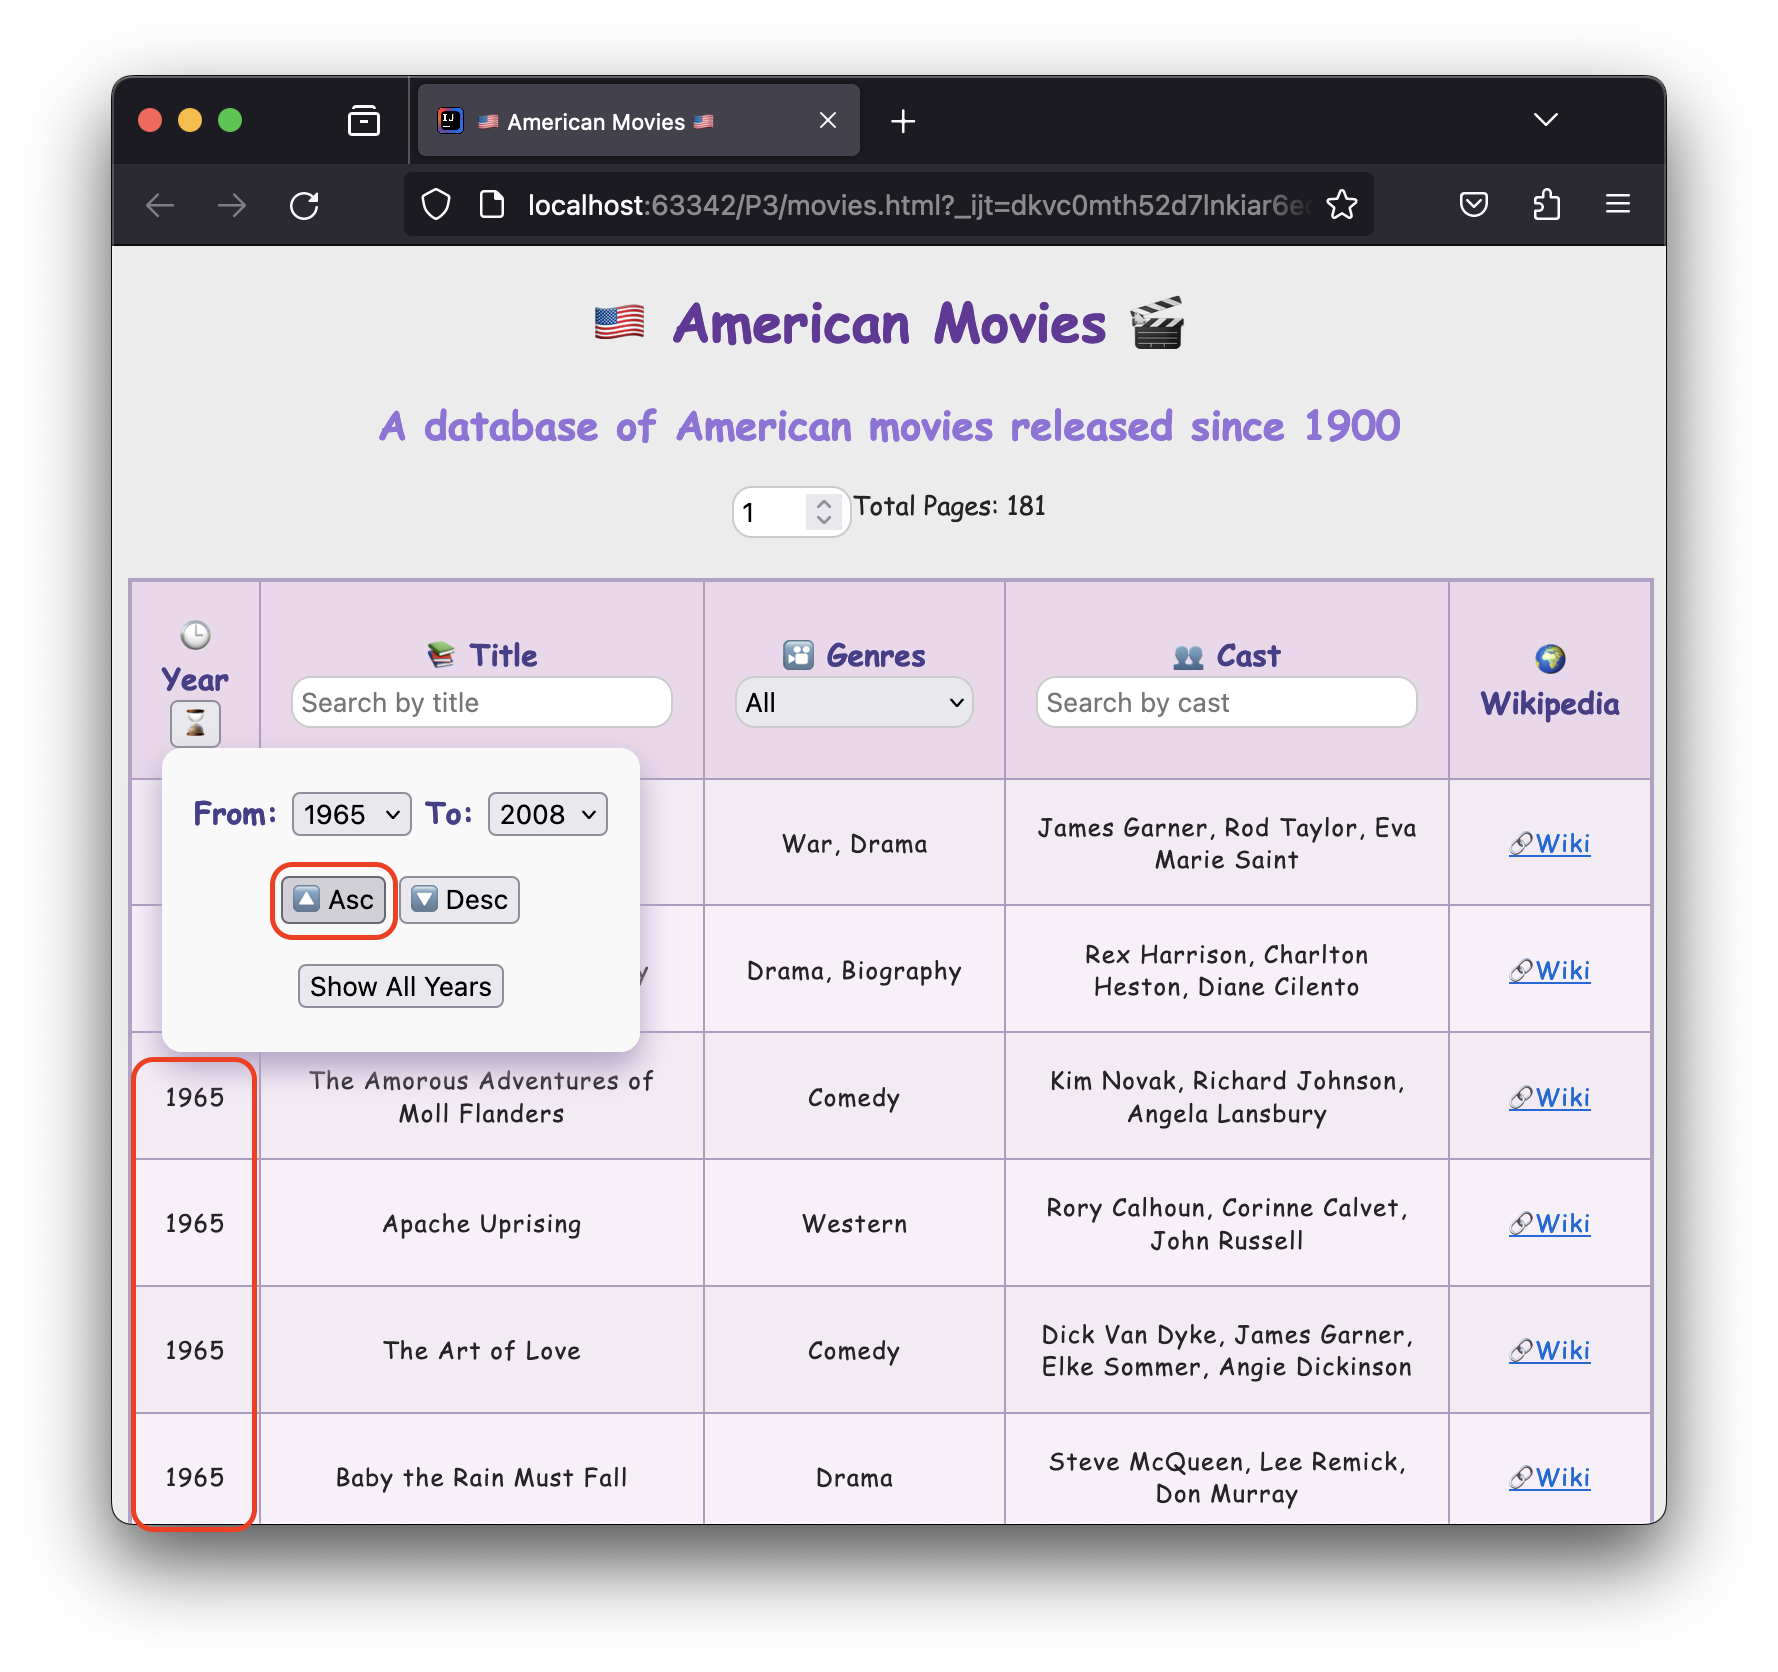 American Movies
localhost:63342/P3/movies.html?_ijt=dkvc0mth52d7lnkiar6e
American Movies
A database of American movies released since 1900
1 Total Pages: 181
Year
Title
Search by title
Genres
All
Cast
Search by cast
Wikipedia
From: 1965 To: 2008
Asc Desc
Show All Years
War, Drama
James Garner, Rod Taylor, Eva
Marie Saint
Wiki
y
Drama, Biography
Rex Harrison, Charlton
Heston, Diane Cilento
Wiki
1965
The Amorous Adventures of
Moll Flanders
Comedy
Kim Novak, Richard Johnson,
Angela Lansbury
Wiki
1965
Apache Uprising
Western
Rory Calhoun, Corinne Calvet,
John Russell
Wiki
1965
The Art of Love
Comedy
Dick Van Dyke, James Garner,
Elke Sommer, Angie Dickinson
Wiki
1965
Baby the Rain Must Fall
Drama
Steve McQueen, Lee Remick,
Don Murray
Wiki